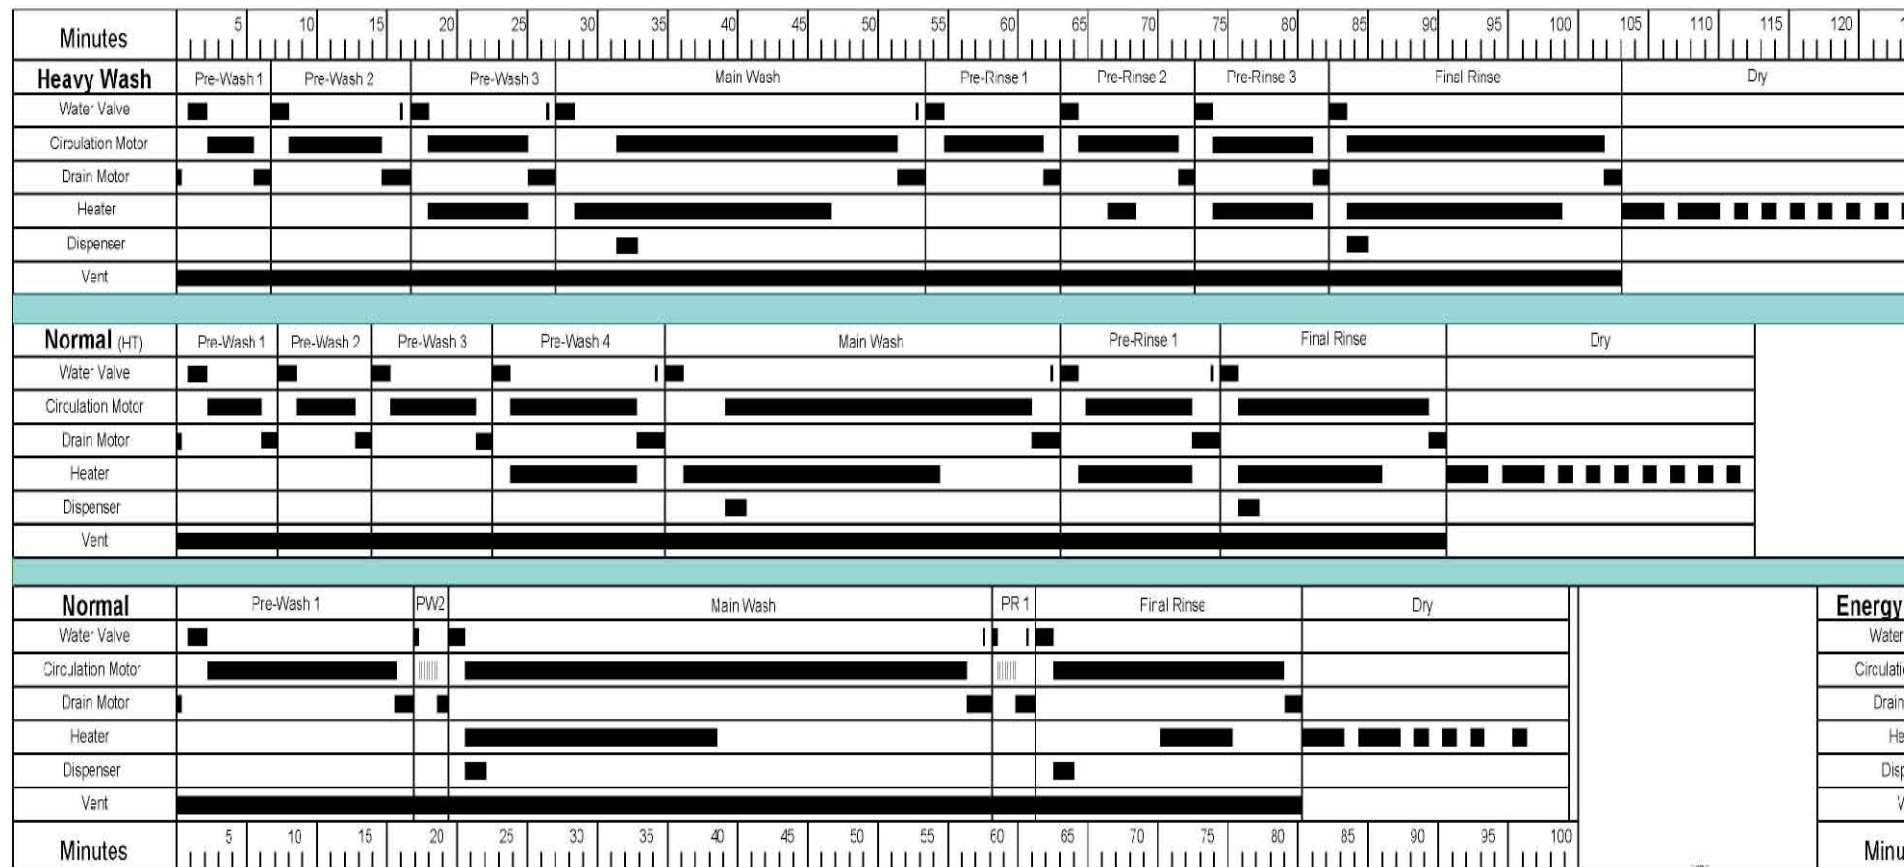 Minutes 5 10 15 20 25 30 35 40 45 50 55 60 65 70 75 80 85 90 95 100 105 110 115 120
Heavy Wash Pre-Wash 1 Pre-Wash 2 Pre-Wash 3 Main Wash Pre-Rinse 1 Pre-Rinse 2 Pre-Rinse 3 Final Rinse Dry
Water Valve
Circulation Motor
Drain Motor
Heater
Dispenser
Vent
Normal (HT) Pre-Wash 1 Pre-Wash 2 Pre-Wash 3 Pre-Wash 4 Main Wash Pre-Rinse 1 Final Rinse Dry
Water Valve
Circulation Motor
Drain Motor
Heater
Dispenser
Vent
Normal Pre-Wash 1 PW2 Main Wash PR 1 Final Rinse Dry Energy
Water Valve Water
Circulation Motor Circulati
Drain Motor Drain
Heater He
Dispenser Disp
Vent V
Minutes 5 10 15 20 25 30 35 40 45 50 55 60 65 70 75 80 85 90 95 100 Minu